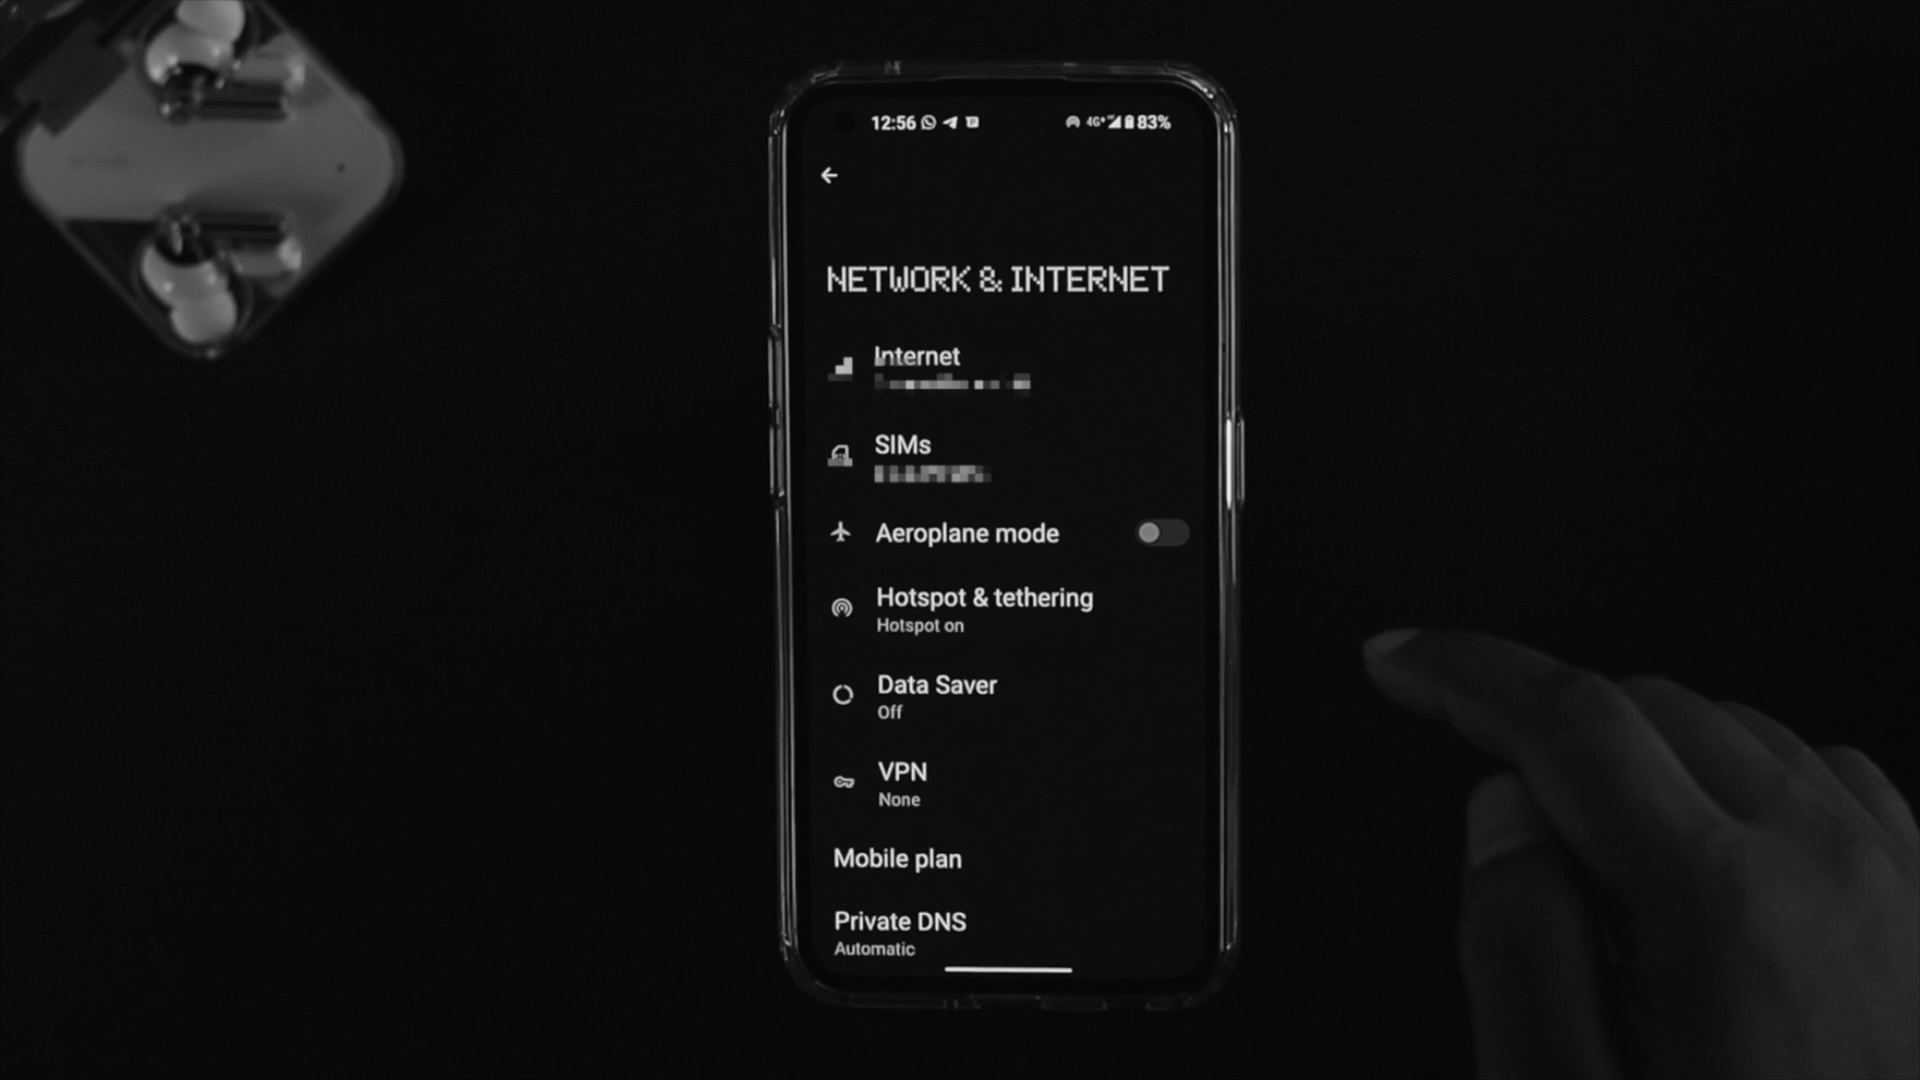 12:56 4G+ 83%
NETWORK & INTERNET
Internet
SIMs
Aeroplane mode
Hotspot & tethering
Hotspot on
Data Saver
Off
VPN
None
Mobile plan
Private DNS
Automatic